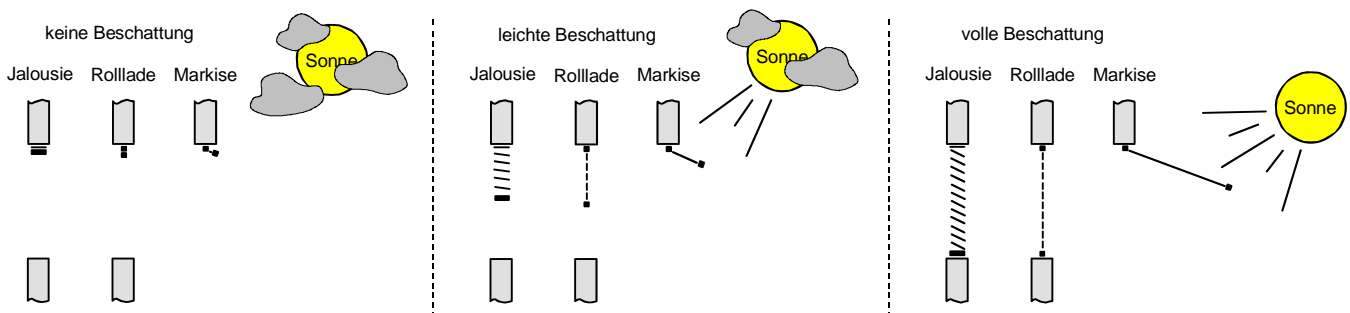 keine Beschattung
Sonne
Jalousie Rolllade Markise
leichte Beschattung
Sonne
Jalousie Rolllade Markise
volle Beschattung
Jalousie Rolllade Markise
Sonne